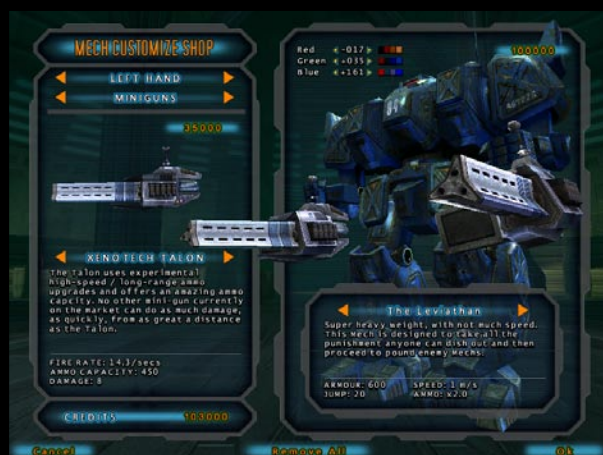 MECH CUSTOMIZE SHOP
LEFT HAND
MINIGUNS
35000
XENOTECH TALON
The Talon uses experimental
high-speed / long-range ammo
upgrades and offers an amazing ammo
capcity. No other mini-gun currently
on the market can do as much damage,
as quickly, from as great a distance
as the Talon.
FIRE RATE: 14.3/secs
AMMO CAPACITY: 450
DAMAGE: 8
CREDITS 103000
Red -017
Green +035
Blue +161
100000
The Leviathan
Super heavy weight, with not much speed.
This Mech is designed to take all the
punishment anyone can dish out and then
proceed to pound enemy Mechs!
ARMOUR: 600 SPEED: 1 M/s
JUMP: 20 AMMO: x2.0
Cancel
Remove All
Ok